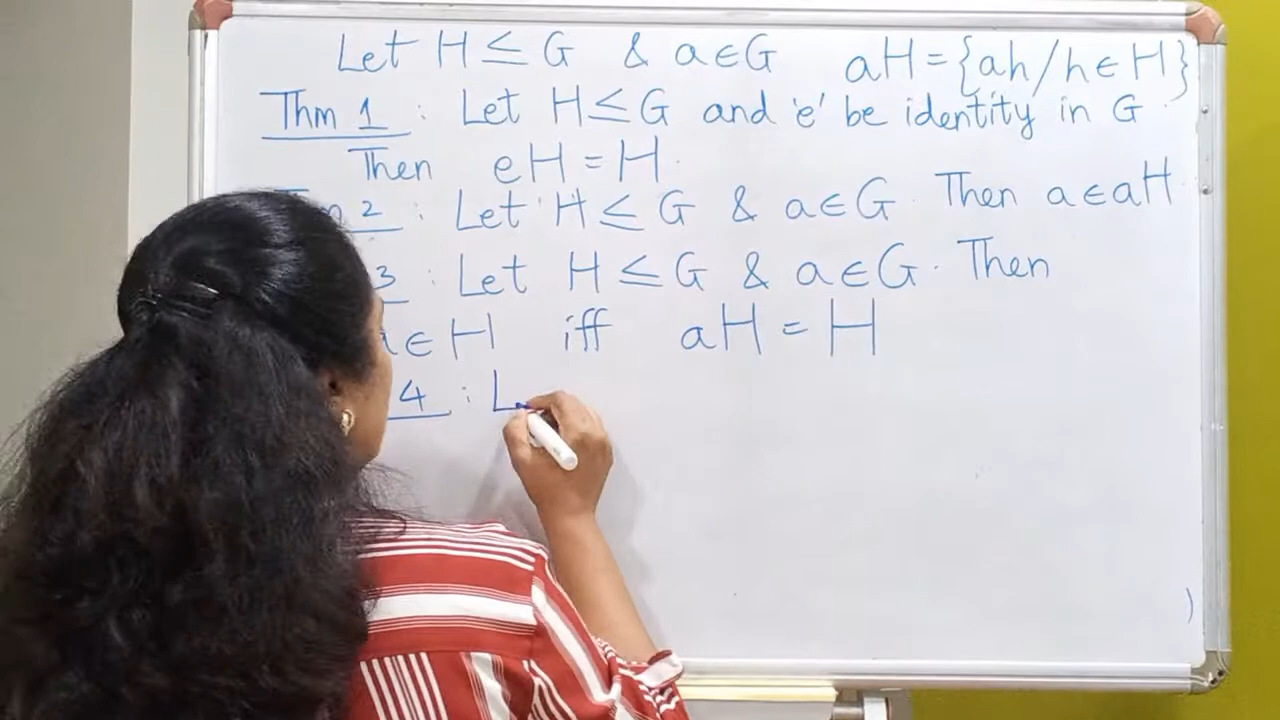 Let H ≤ G & a ∈ G aH = {ah / h ∈ H}
Thm 1 : Let H ≤ G and 'e' be identity in G.
Then eH = H.
2 : Let H ≤ G & a ∈ G. Then a ∈ aH.
3 : Let H ≤ G & a ∈ G. Then
a ∈ H iff aH = H
4 : L